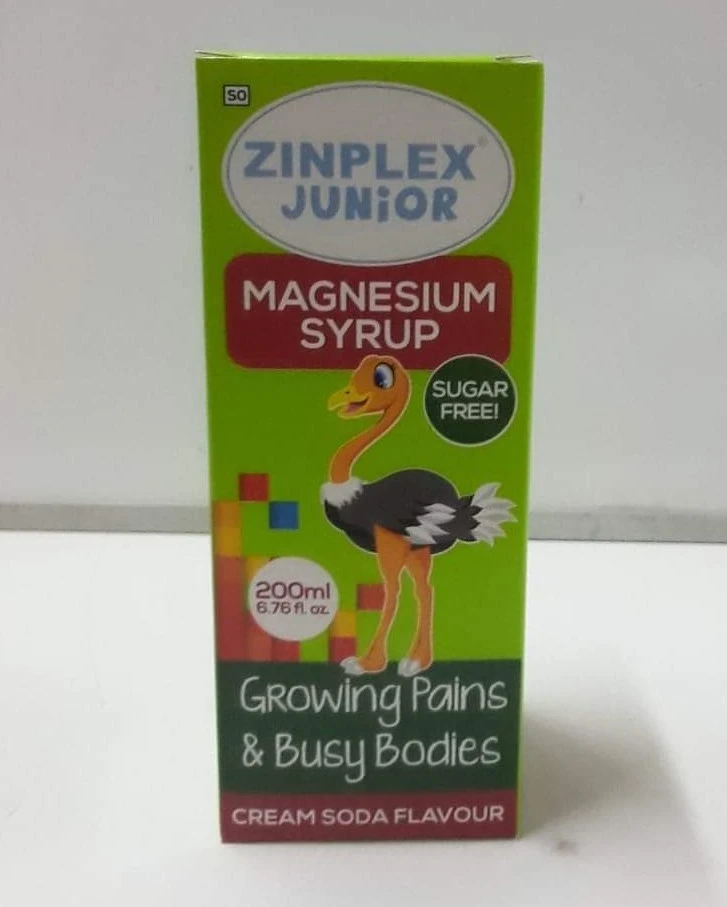 SO
ZINPLEX®
JUNiOR
MAGNESIUM
SYRUP
SUGAR
FREE!
200ml
6.76 fl. oz.
Growing Pains
& Busy Bodies
CREAM SODA FLAVOUR